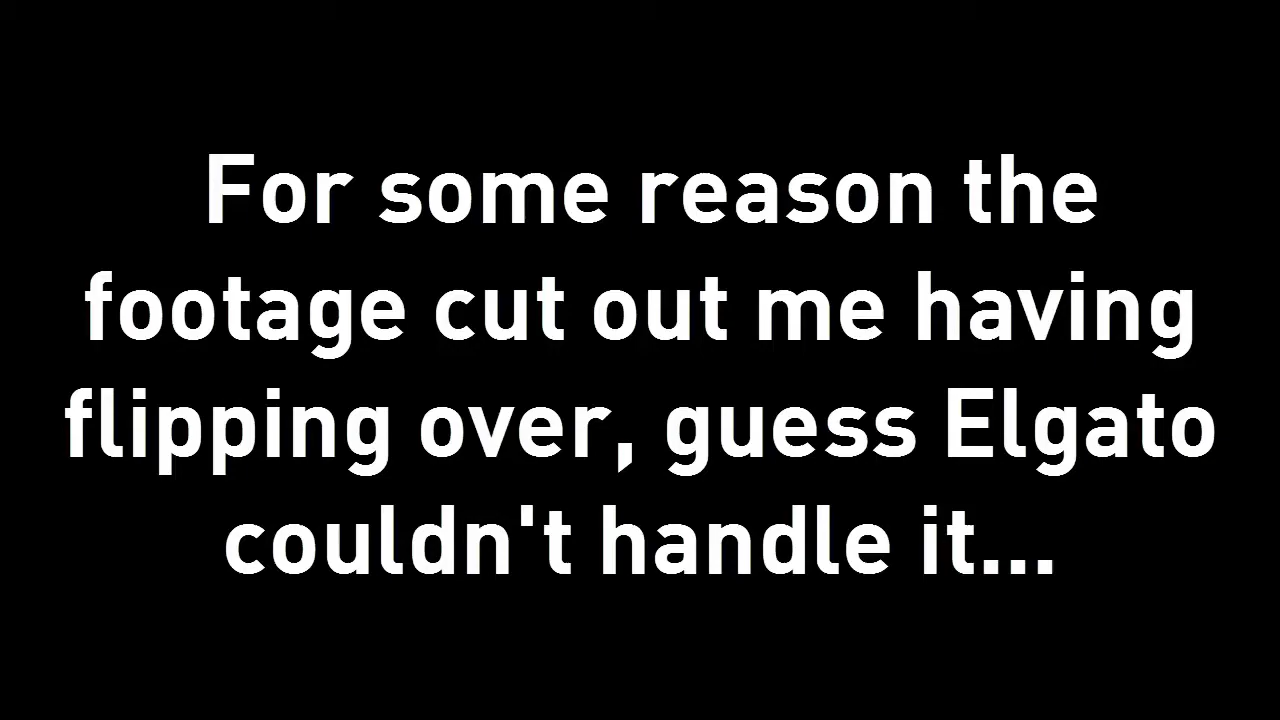 For some reason the
footage cut out me having
flipping over, guess Elgato
couldn't handle it...